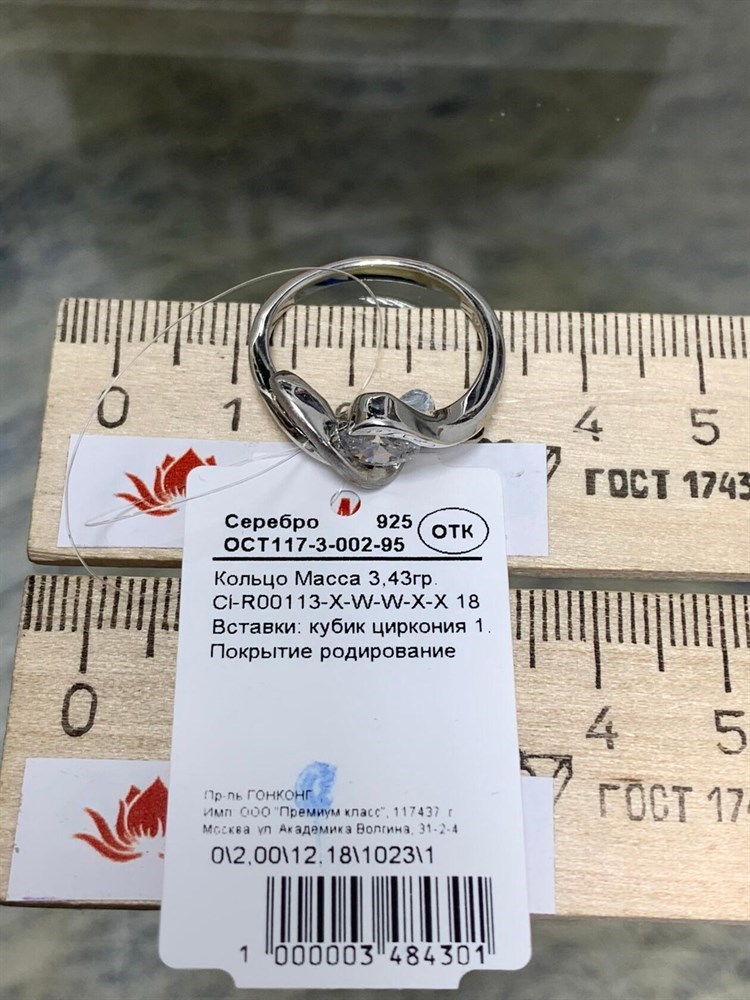 0 1 4 5
ГОСТ 1743
Серебро 925 ОТК
ОСТ117-3-002-95
Кольцо Масса 3,43гр.
CI-R00113-X-W-W-X-X 18
Вставки: кубик циркония 1.
Покрытие родирование
0 4 5
ГОСТ 17
Пр-ль ГОНКОНГ
Имп. ООО "Премиум класс", 117437, г.
Москва, ул. Академика Волгина, 31-2-4
0\2,00\12,18\1023\1
1 000003 484301